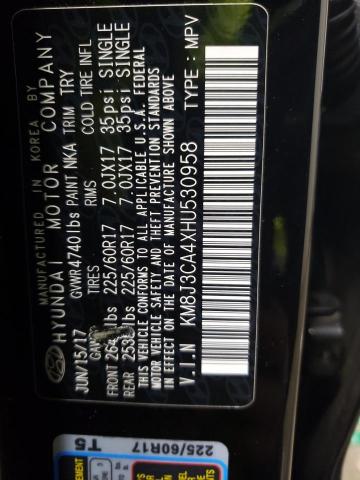 MANUFACTURED IN KOREA BY
HYUNDAI MOTOR COMPANY
JUN/15/17 GVWR4740lbs PAINT NKA TRIM TRY
TIRES RIMS COLD TIRE INFL
FRONT 225/60R17 7.0JX17 35psi SINGLE
REAR 225/60R17 7.0JX17 35psi SINGLE
THIS VEHICLE CONFORMS TO ALL APPLICABLE U.S.A. FEDERAL
MOTOR VEHICLE SAFETY AND THEFT PREVENTION STANDARDS
IN EFFECT ON THE DATE OF MANUFACTURE SHOWN ABOVE
V.I.N KM8J3CA4XHU530958 TYPE: MPV
225/60R17
T5